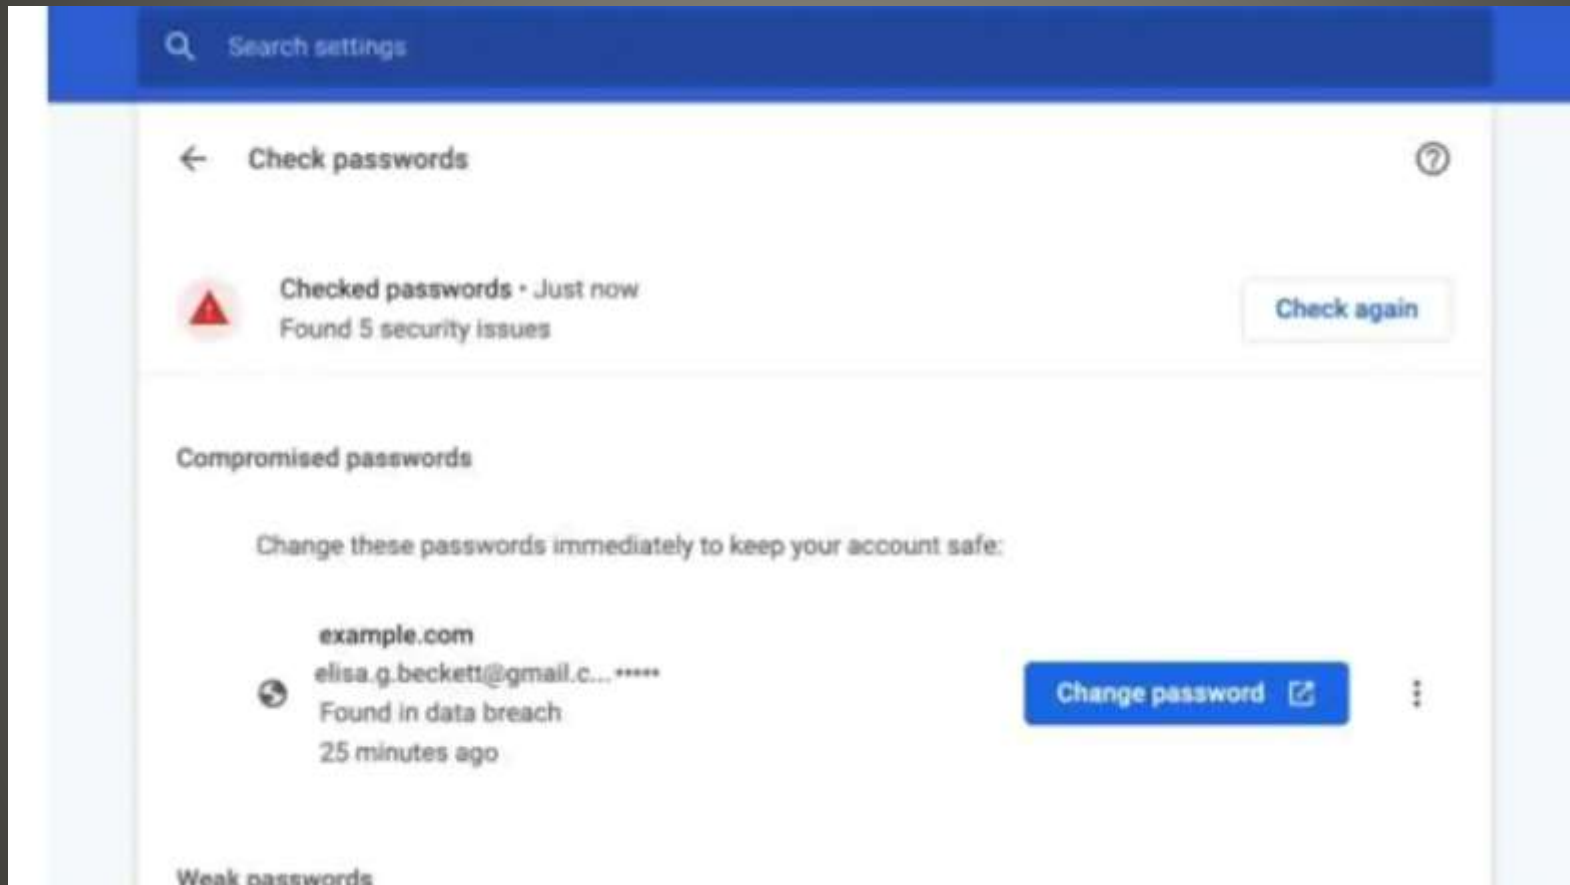 Search settings
Check passwords
Checked passwords • Just now
Found 5 security issues
Check again
Compromised passwords
Change these passwords immediately to keep your account safe:
example.com
elisa.g.beckett@gmail.c... •••••
Found in data breach
25 minutes ago
Change password
Weak passwords